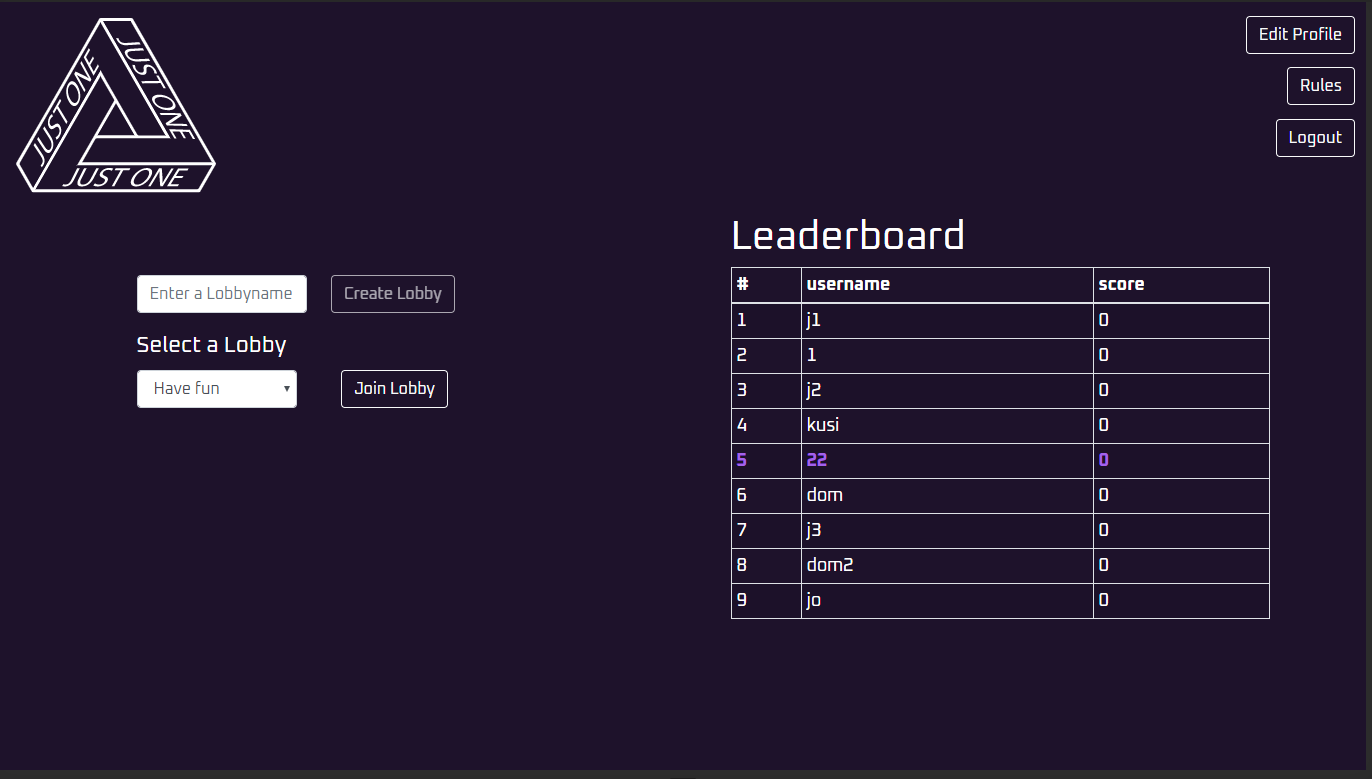 JUST ONE
JUST ONE
JUST ONE
Edit Profile
Rules
Logout
Enter a Lobbyname
Create Lobby
Select a Lobby
Have fun
Join Lobby
Leaderboard
# username score
1 j1 0
2 1 0
3 j2 0
4 kusi 0
5 22 0
6 dom 0
7 j3 0
8 dom2 0
9 jo 0